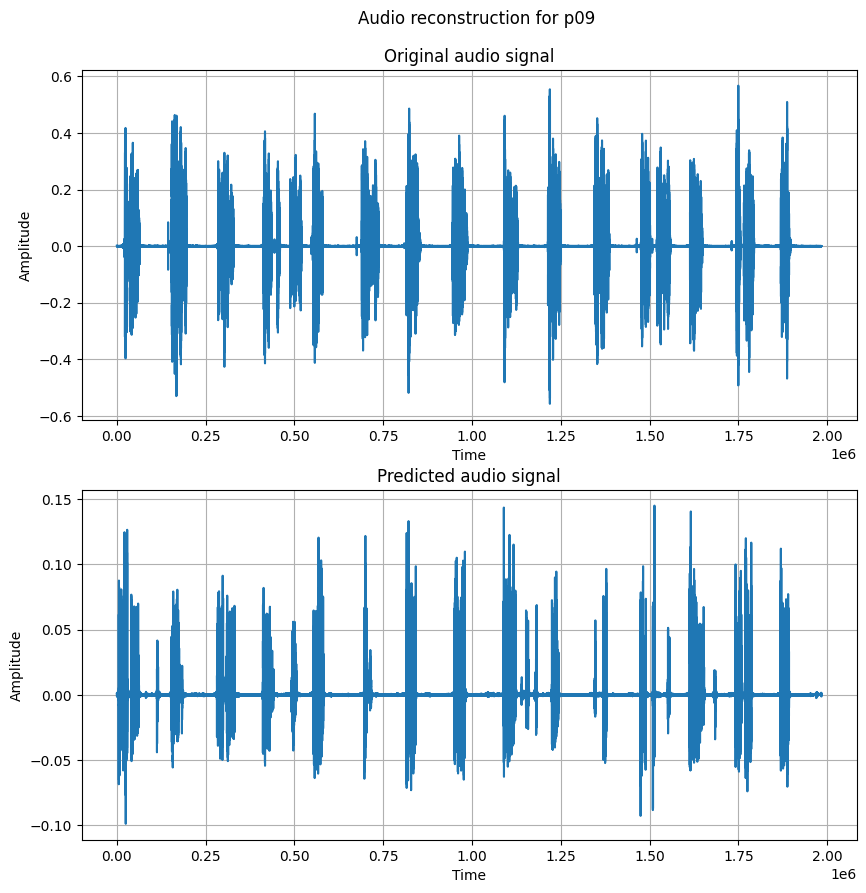 Audio reconstruction for p09
Original audio signal
0.6
0.4
0.2
0.0
−0.2
−0.4
−0.6
Amplitude
0.00 0.25 0.50 0.75 1.00 1.25 1.50 1.75 2.00
Time
1e6
Predicted audio signal
0.15
0.10
0.05
0.00
−0.05
−0.10
Amplitude
0.00 0.25 0.50 0.75 1.00 1.25 1.50 1.75 2.00
Time
1e6